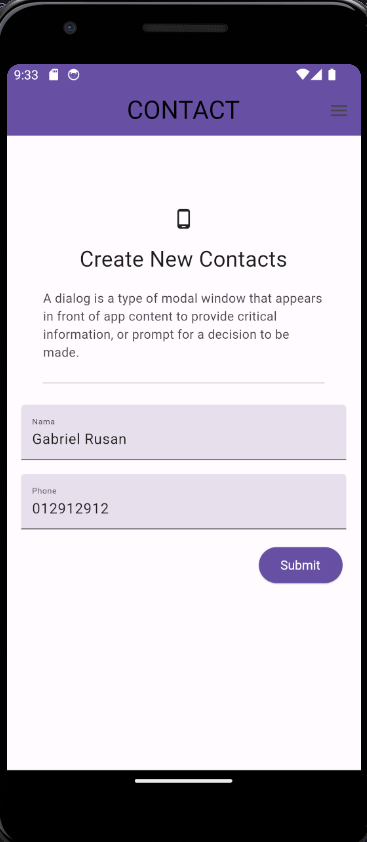 9:33
CONTACT
Create New Contacts
A dialog is a type of modal window that appears
in front of app content to provide critical
information, or prompt for a decision to be
made.
Nama
Gabriel Rusan
Phone
012912912
Submit